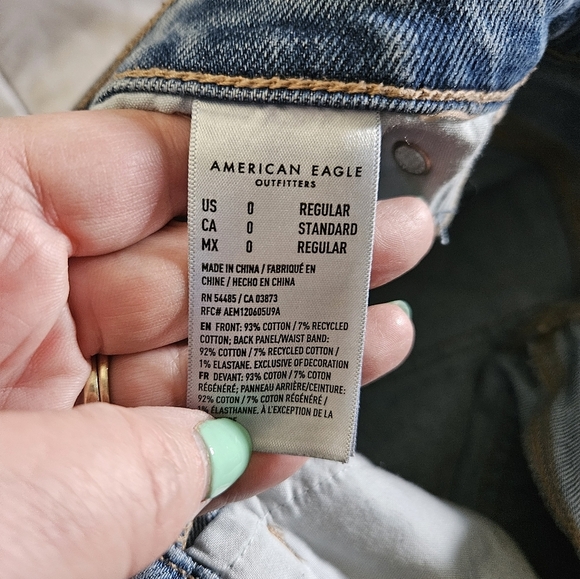 AMERICAN EAGLE
OUTFITTERS
US 0 REGULAR
CA 0 STANDARD
MX 0 REGULAR
MADE IN CHINA / FABRIQUÉ EN
CHINE / HECHO EN CHINA
RN 54485 / CA 03873
RFC# AEM120605U9A
EN FRONT: 93% COTTON / 7% RECYCLED
COTTON; BACK PANEL/WAIST BAND:
92% COTTON / 7% RECYCLED COTTON /
1% ELASTANE. EXCLUSIVE OF DECORATION
FR DEVANT: 93% COTON / 7% COTON
RÉGÉNÉRÉ; PANNEAU ARRIÈRE/CEINTURE:
92% COTON / 7% COTON RÉGÉNÉRÉ /
1% ÉLASTHANNE. À L'EXCEPTION DE LA